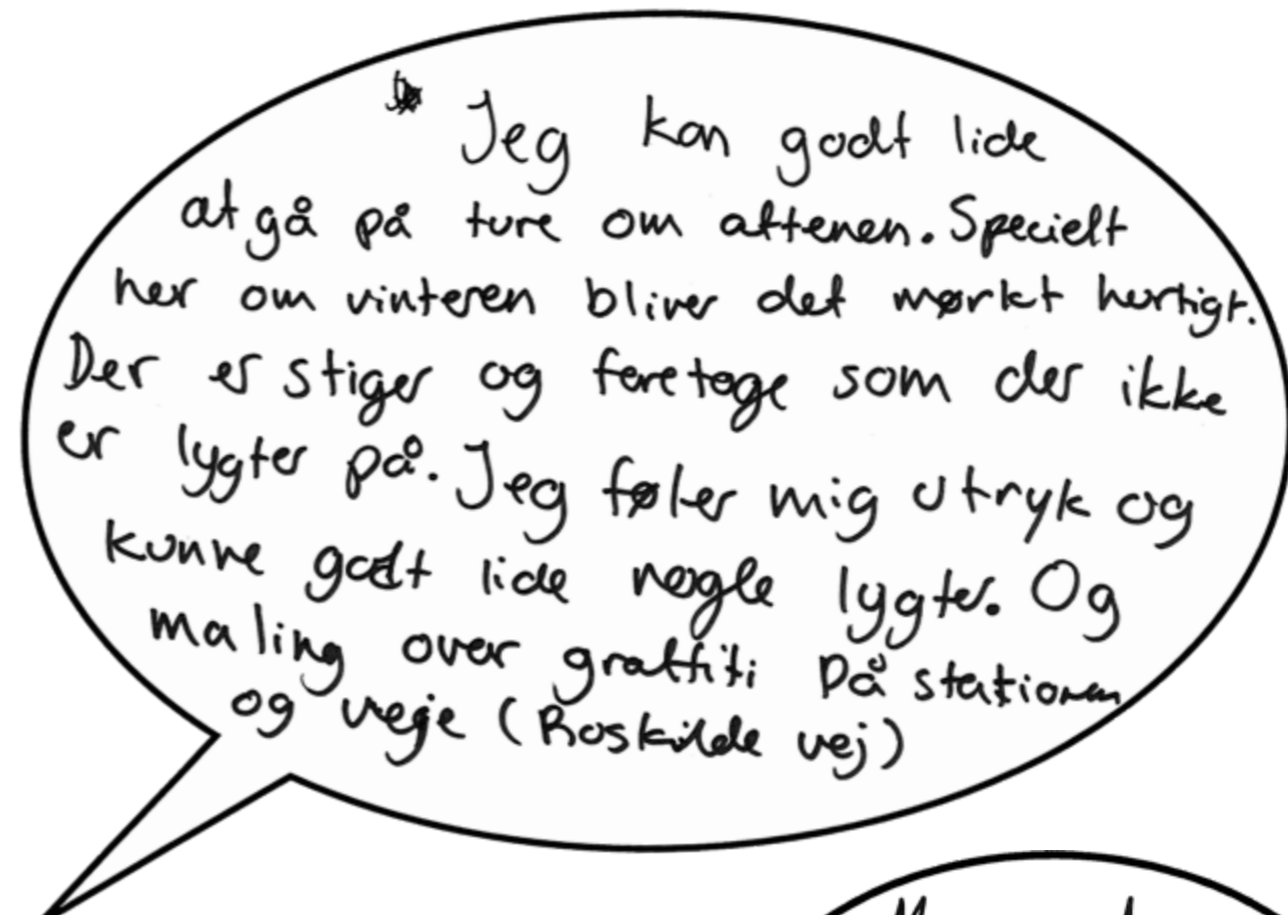 Jeg kan godt lide
at gå på ture om aftenen. Specielt
her om vinteren bliver det mørkt hurtigt.
Der er stiger og feretoge som der ikke
er lygter på. Jeg føler mig utryk og
kunne godt lide nogle lygter. Og
maling over graffiti på stationen
og veje (Roskilde vej)